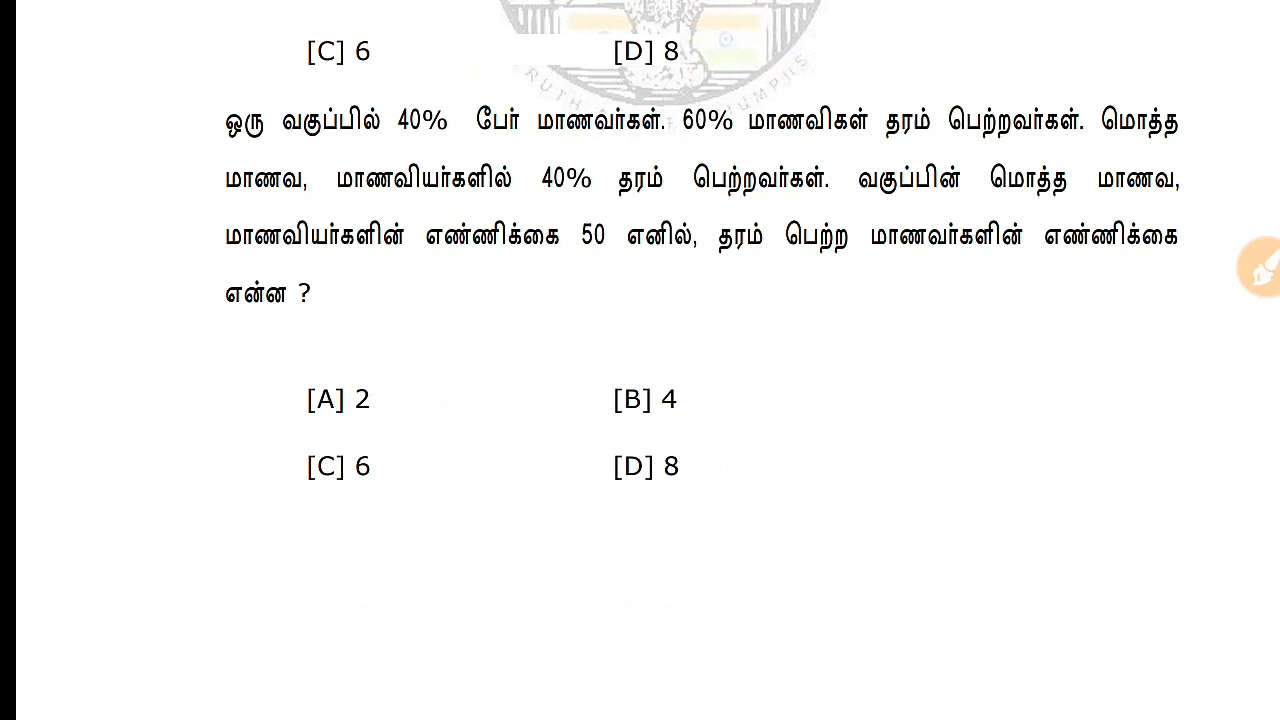 [C] 6 [D] 8
ஒரு வகுப்பில் 40% பேர் மாணவர்கள். 60% மாணவிகள் தரம் பெற்றவர்கள். மொத்த
மாணவ, மாணவியர்களில் 40% தரம் பெற்றவர்கள். வகுப்பின் மொத்த மாணவ,
மாணவியர்களின் எண்ணிக்கை 50 எனில், தரம் பெற்ற மாணவர்களின் எண்ணிக்கை
என்ன ?
[A] 2 [B] 4
[C] 6 [D] 8